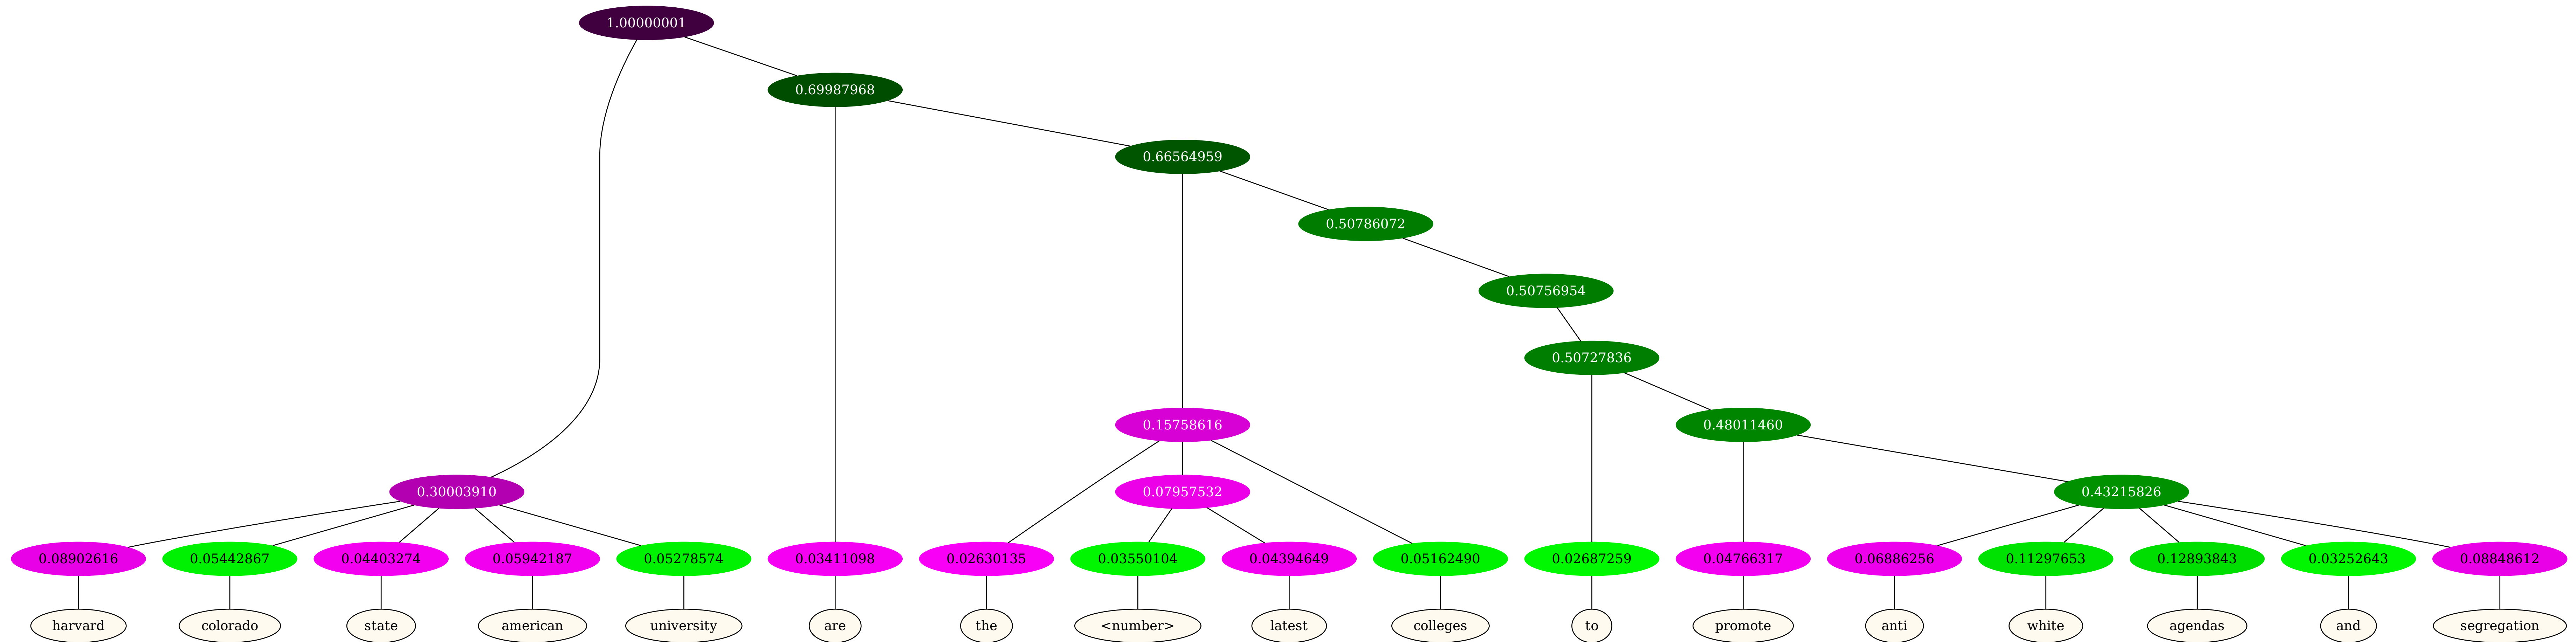 1.00000001
0.69987968
0.66564959
0.50786072
0.50756954
0.50727836
0.15758616 0.48011460
0.30003910 0.07957532 0.43215826
0.08902616 0.05442867 0.04403274 0.05942187 0.05278574 0.03411098 0.02630135 0.03550104 0.04394649 0.05162490 0.02687259 0.04766317 0.06886256 0.11297653 0.12893843 0.03252643 0.08848612
harvard colorado state american university are the <number> latest colleges to promote anti white agendas and segregation